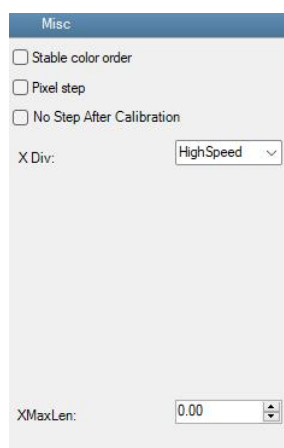 Misc
Stable color order
Pixel step
No Step After Calibration
X Div: HighSpeed
XMaxLen: 0.00